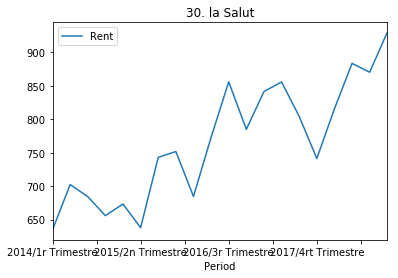 30. la Salut
Rent
900
850
800
750
700
650
2014/1r Trimestre 2015/2n Trimestre 2016/3r Trimestre 2017/4rt Trimestre
Period